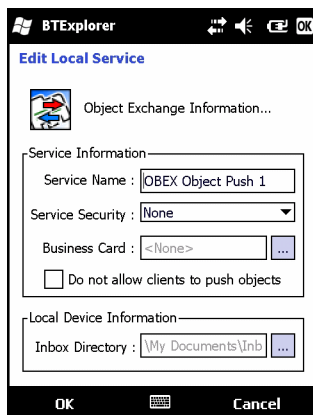 BTExplorer OK
Edit Local Service
Object Exchange Information...
Service Information
Service Name : OBEX Object Push 1
Service Security : None
Business Card : <None> ...
Do not allow clients to push objects
Local Device Information
Inbox Directory : \My Documents\Inb ...
OK Cancel